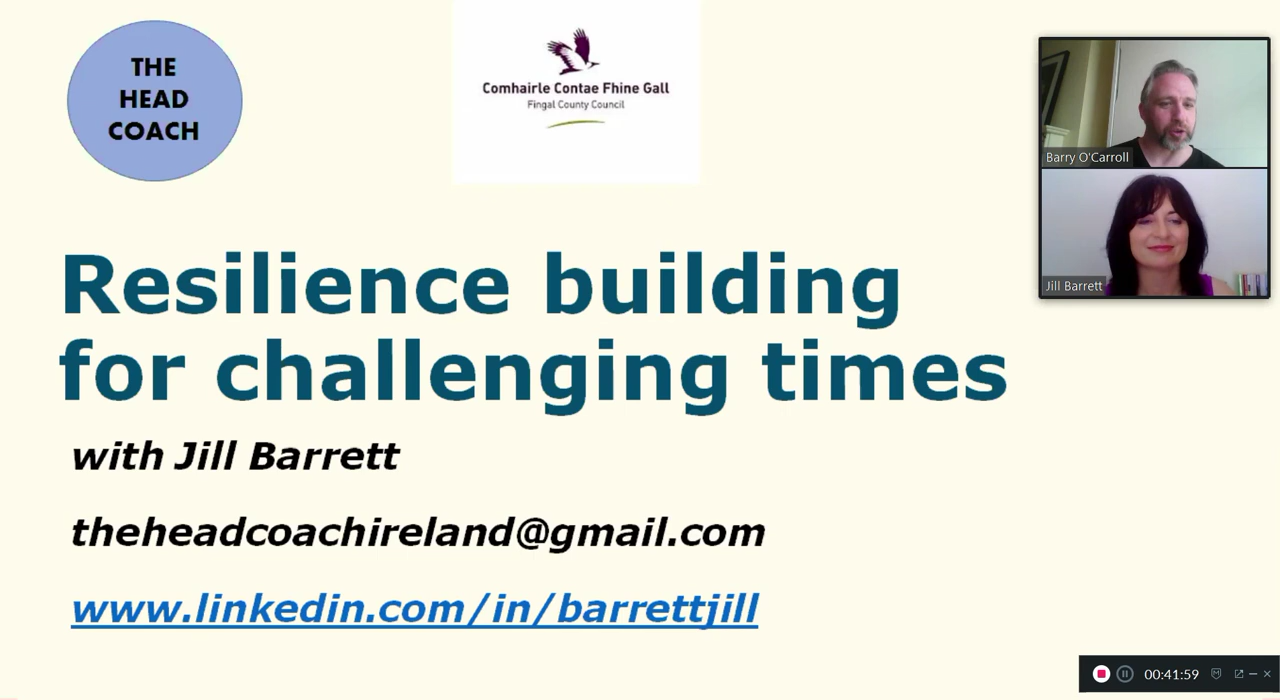 THE
HEAD
COACH
Comhairle Contae Fhine Gall
Fingal County Council
Barry O'Carroll
Jill Barrett
Resilience building
for challenging times
with Jill Barrett
theheadcoachireland@gmail.com
www.linkedin.com/in/barrettjill
00:41:59